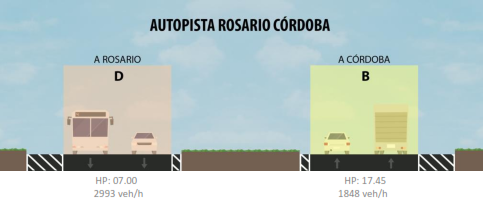 AUTOPISTA ROSARIO CÓRDOBA
A ROSARIO
D
A CÓRDOBA
B
HP: 07.00
2993 veh/h
HP: 17.45
1848 veh/h